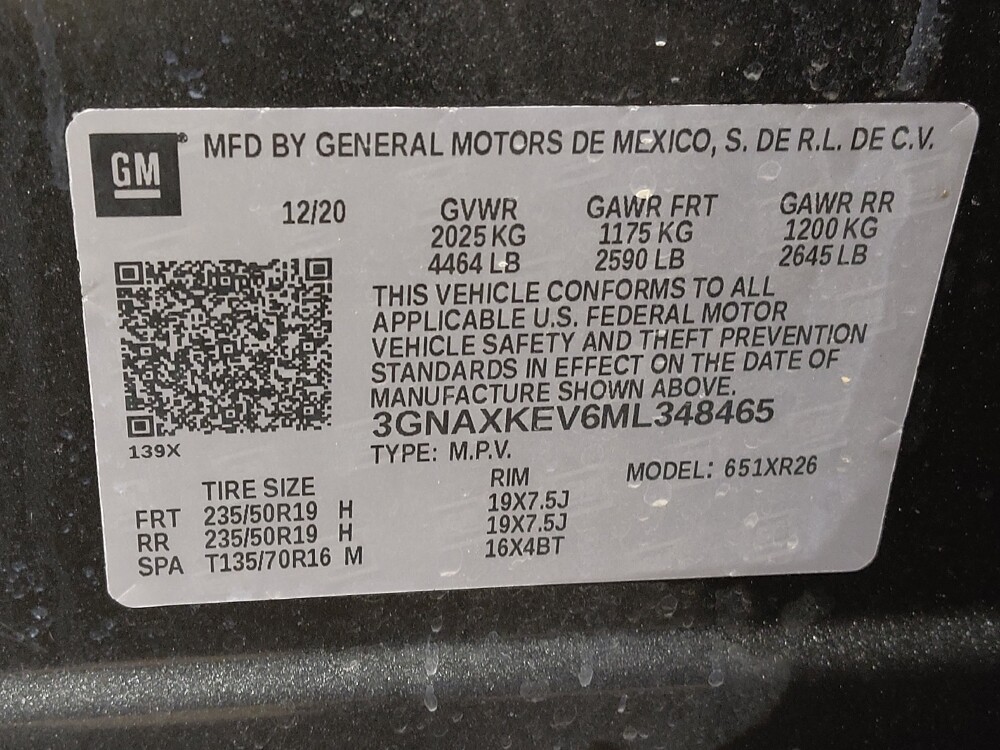 GM® MFD BY GENERAL MOTORS DE MEXICO, S. DE R.L. DE C.V.
12/20 GVWR GAWR FRT GAWR RR
2025 KG 1175 KG 1200 KG
4464 LB 2590 LB 2645 LB
THIS VEHICLE CONFORMS TO ALL
APPLICABLE U.S. FEDERAL MOTOR
VEHICLE SAFETY AND THEFT PREVENTION
STANDARDS IN EFFECT ON THE DATE OF
MANUFACTURE SHOWN ABOVE.
3GNAXKEV6ML348465
139X
TYPE: M.P.V.
MODEL: 651XR26
TIRE SIZE RIM
FRT 235/50R19 H 19X7.5J
RR 235/50R19 H 19X7.5J
SPA T135/70R16 M 16X4BT